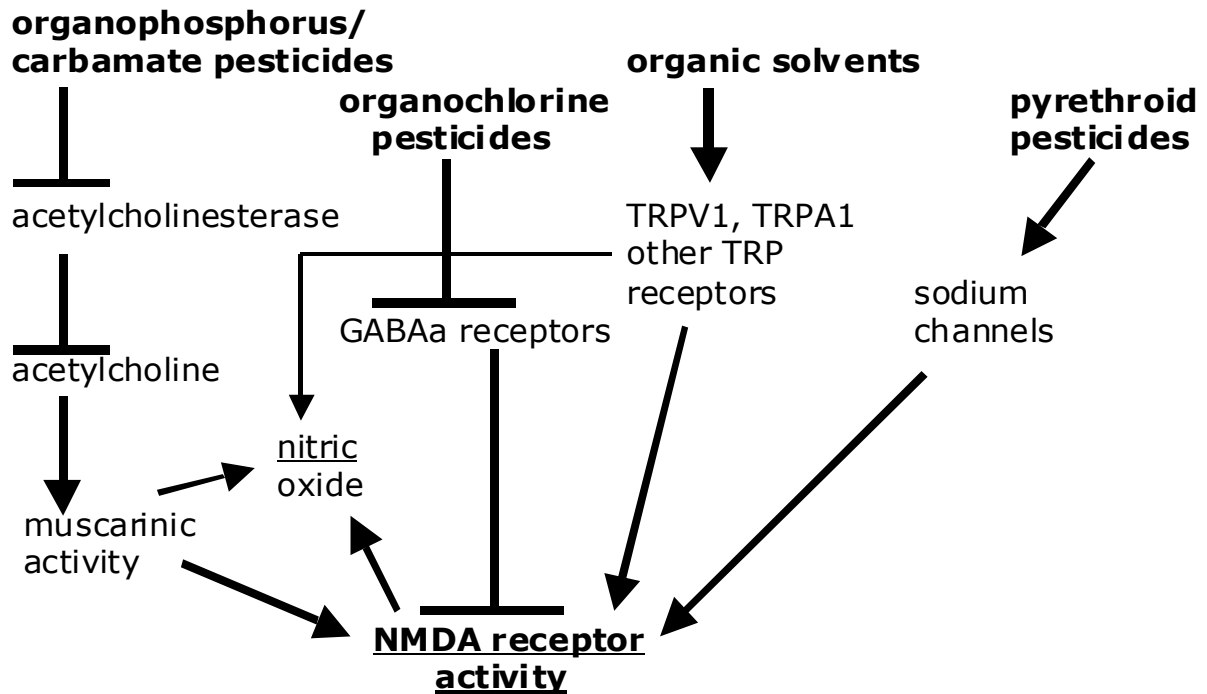 organophosphorus/
carbamate pesticides
organochlorine
pesticides
organic solvents
pyrethroid
pesticides
acetylcholinesterase
TRPV1, TRPA1
other TRP
receptors
sodium
channels
GABAa receptors
acetylcholine
nitric
oxide
muscarinic
activity
NMDA receptor
activity